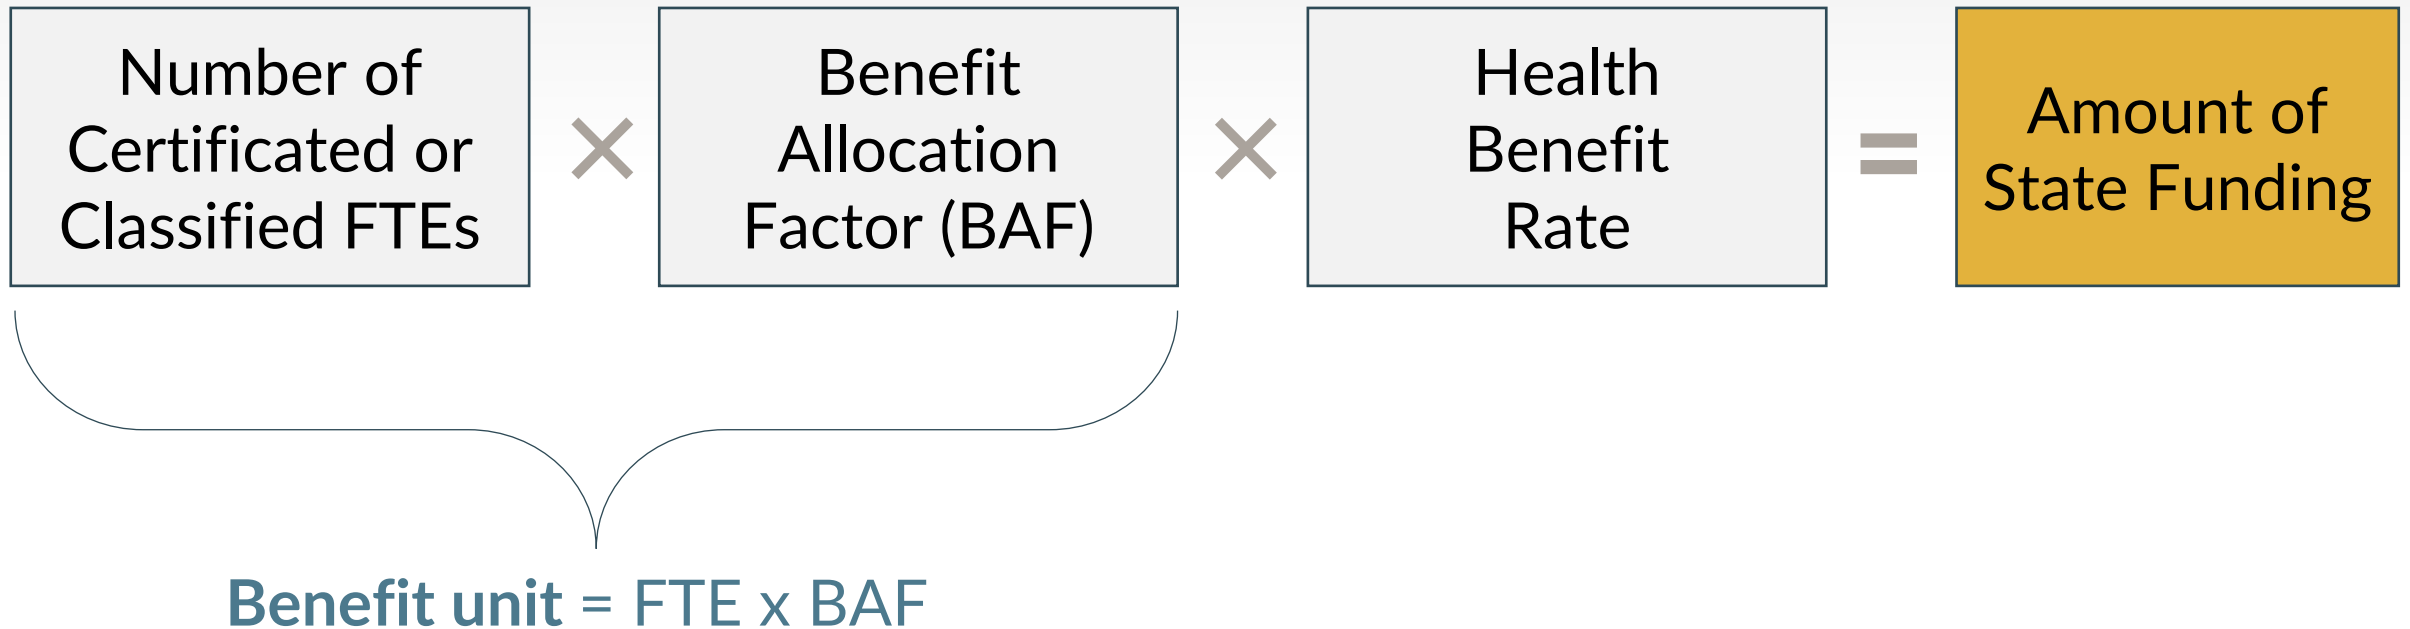 Number of
Certificated or
Classified FTEs
×
Benefit
Allocation
Factor (BAF)
×
Health
Benefit
Rate
=
Amount of
State Funding
Benefit unit = FTE x BAF